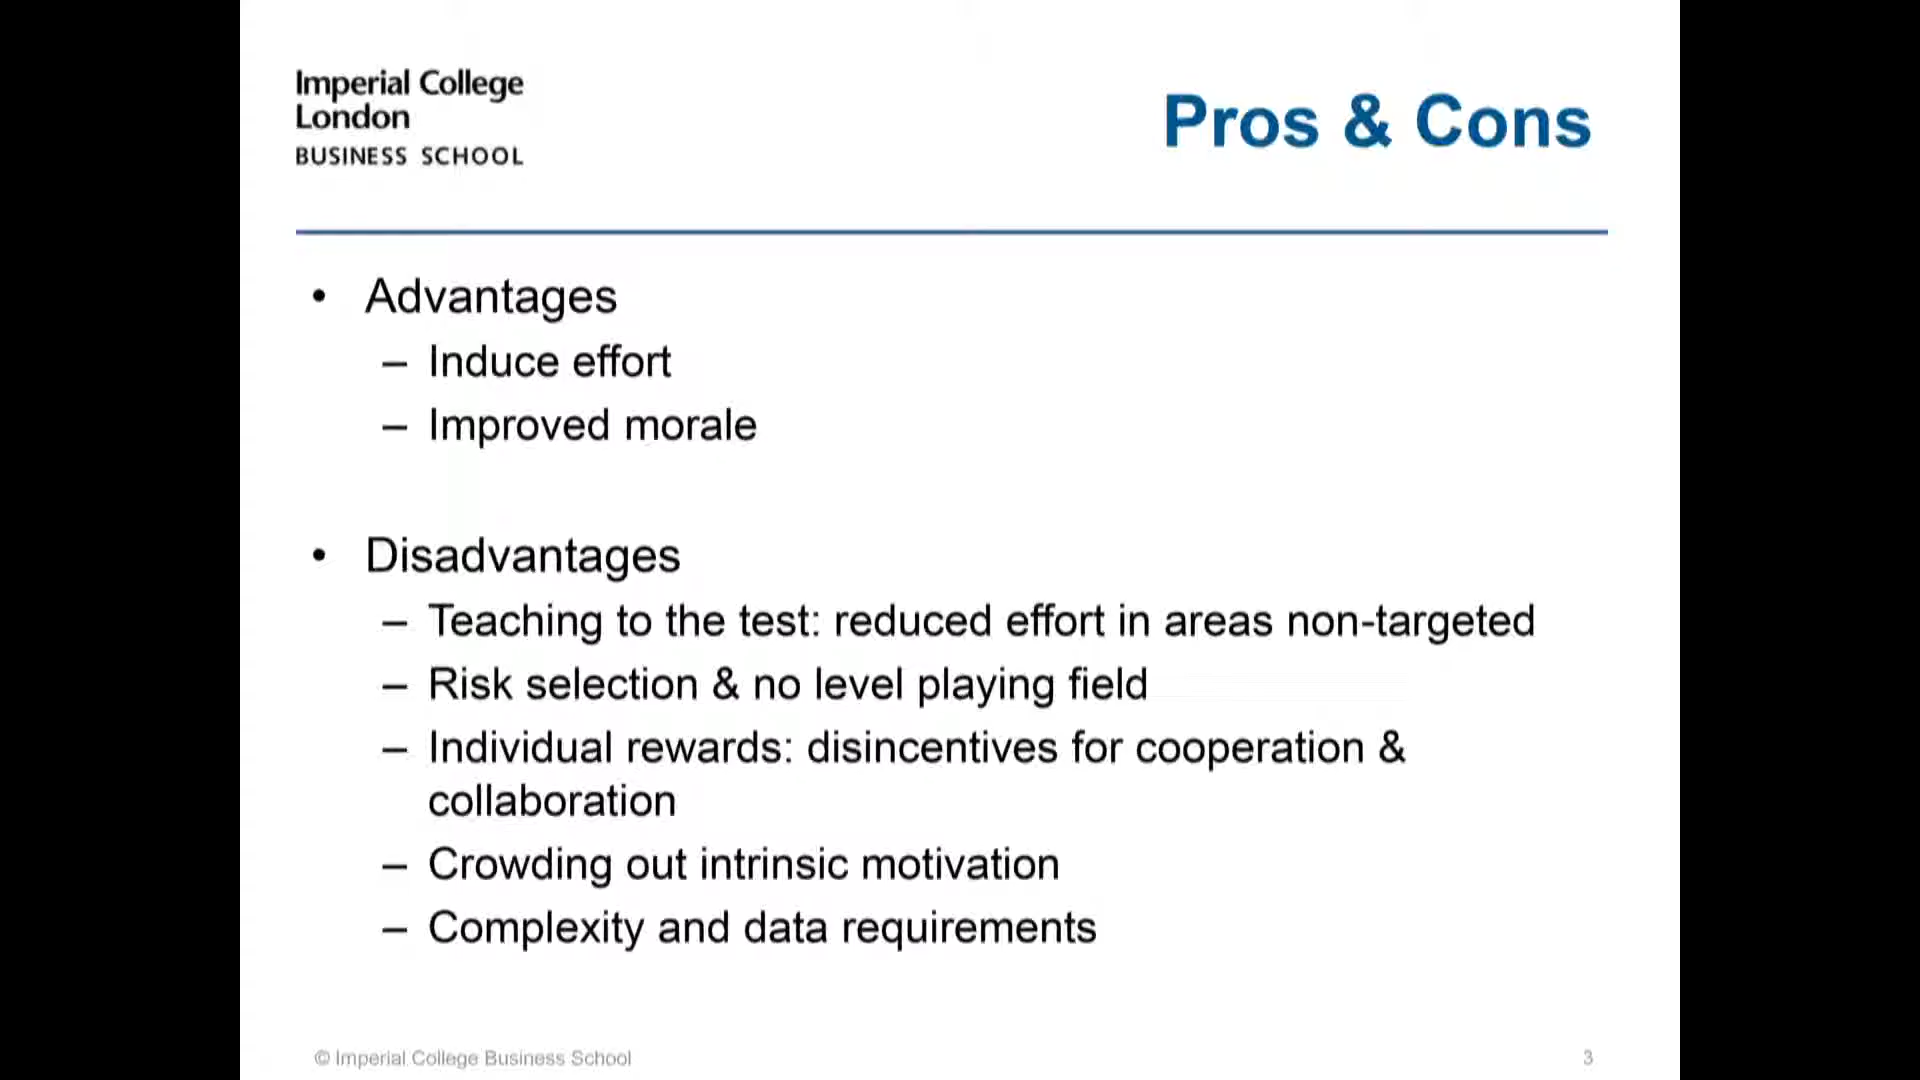 Imperial College
London
BUSINESS SCHOOL
Pros & Cons
• Advantages
– Induce effort
– Improved morale
• Disadvantages
– Teaching to the test: reduced effort in areas non-targeted
– Risk selection & no level playing field
– Individual rewards: disincentives for cooperation &
collaboration
– Crowding out intrinsic motivation
– Complexity and data requirements
© Imperial College Business School
3